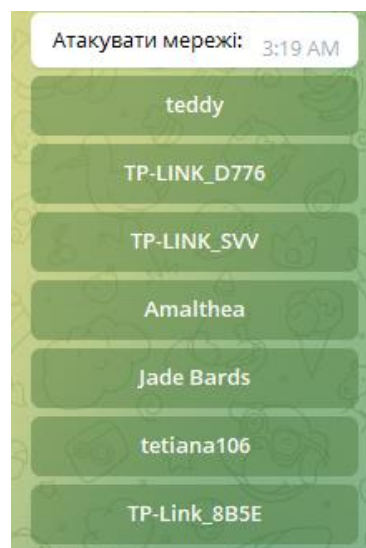 Атакувати мережі: 3:19 AM
teddy
TP-LINK_D776
TP-LINK_SVV
Amalthea
Jade Bards
tetiana106
TP-Link_8B5E